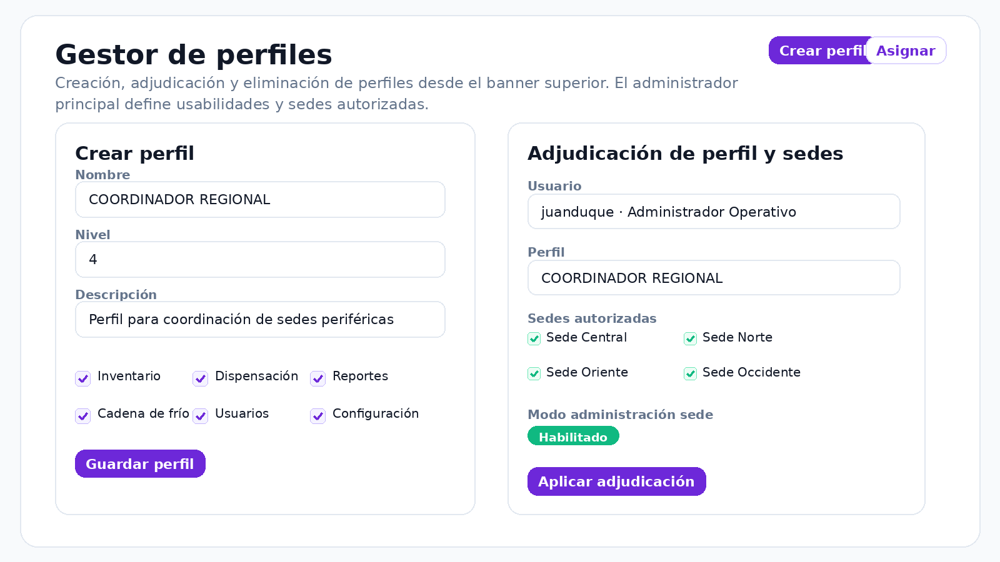 Gestor de perfiles
Crear perfil
Asignar
Creación, adjudicación y eliminación de perfiles desde el banner superior. El administrador
principal define usabilidades y sedes autorizadas.
Crear perfil
Nombre
COORDINADOR REGIONAL
Nivel
4
Descripción
Perfil para coordinación de sedes periféricas
Inventario
Dispensación
Reportes
Cadena de frío
Usuarios
Configuración
Guardar perfil
Adjudicación de perfil y sedes
Usuario
juanduque · Administrador Operativo
Perfil
COORDINADOR REGIONAL
Sedes autorizadas
Sede Central
Sede Norte
Sede Oriente
Sede Occidente
Modo administración sede
Habilitado
Aplicar adjudicación